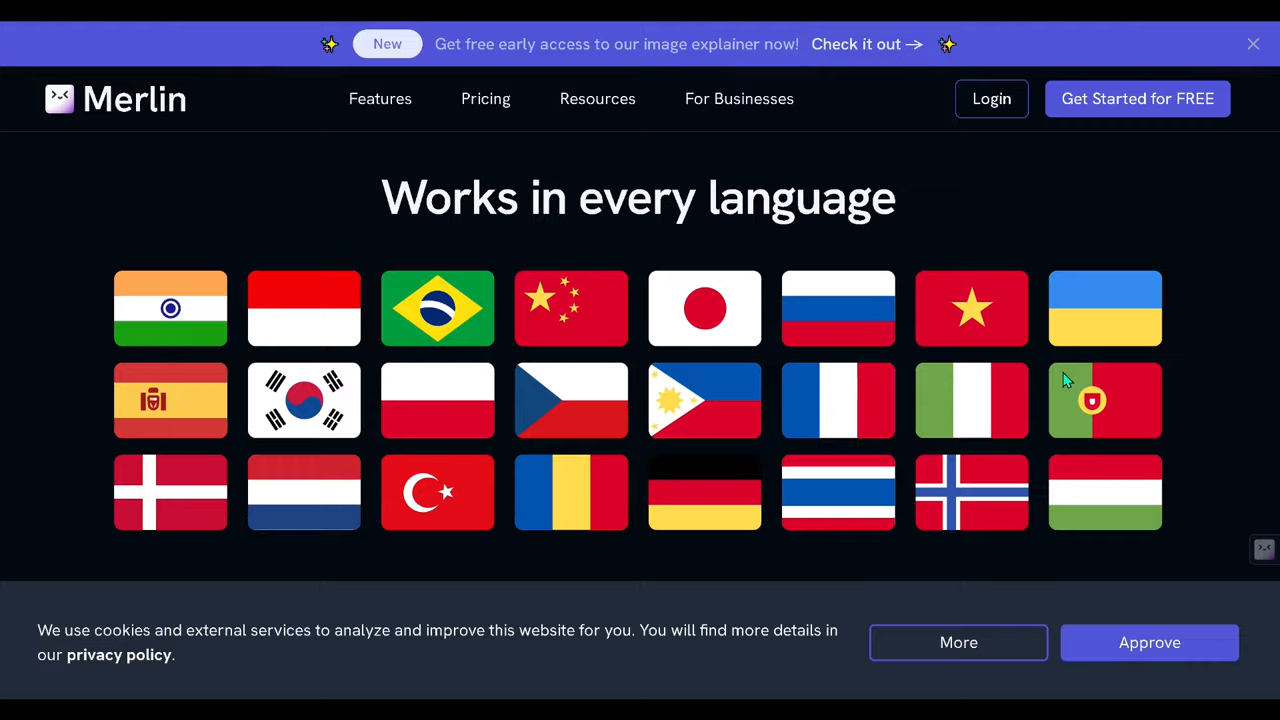 New Get free early access to our image explainer now! Check it out →
Merlin Features Pricing Resources For Businesses Login Get Started for FREE
Works in every language
We use cookies and external services to analyze and improve this website for you. You will find more details in
our privacy policy.
More Approve